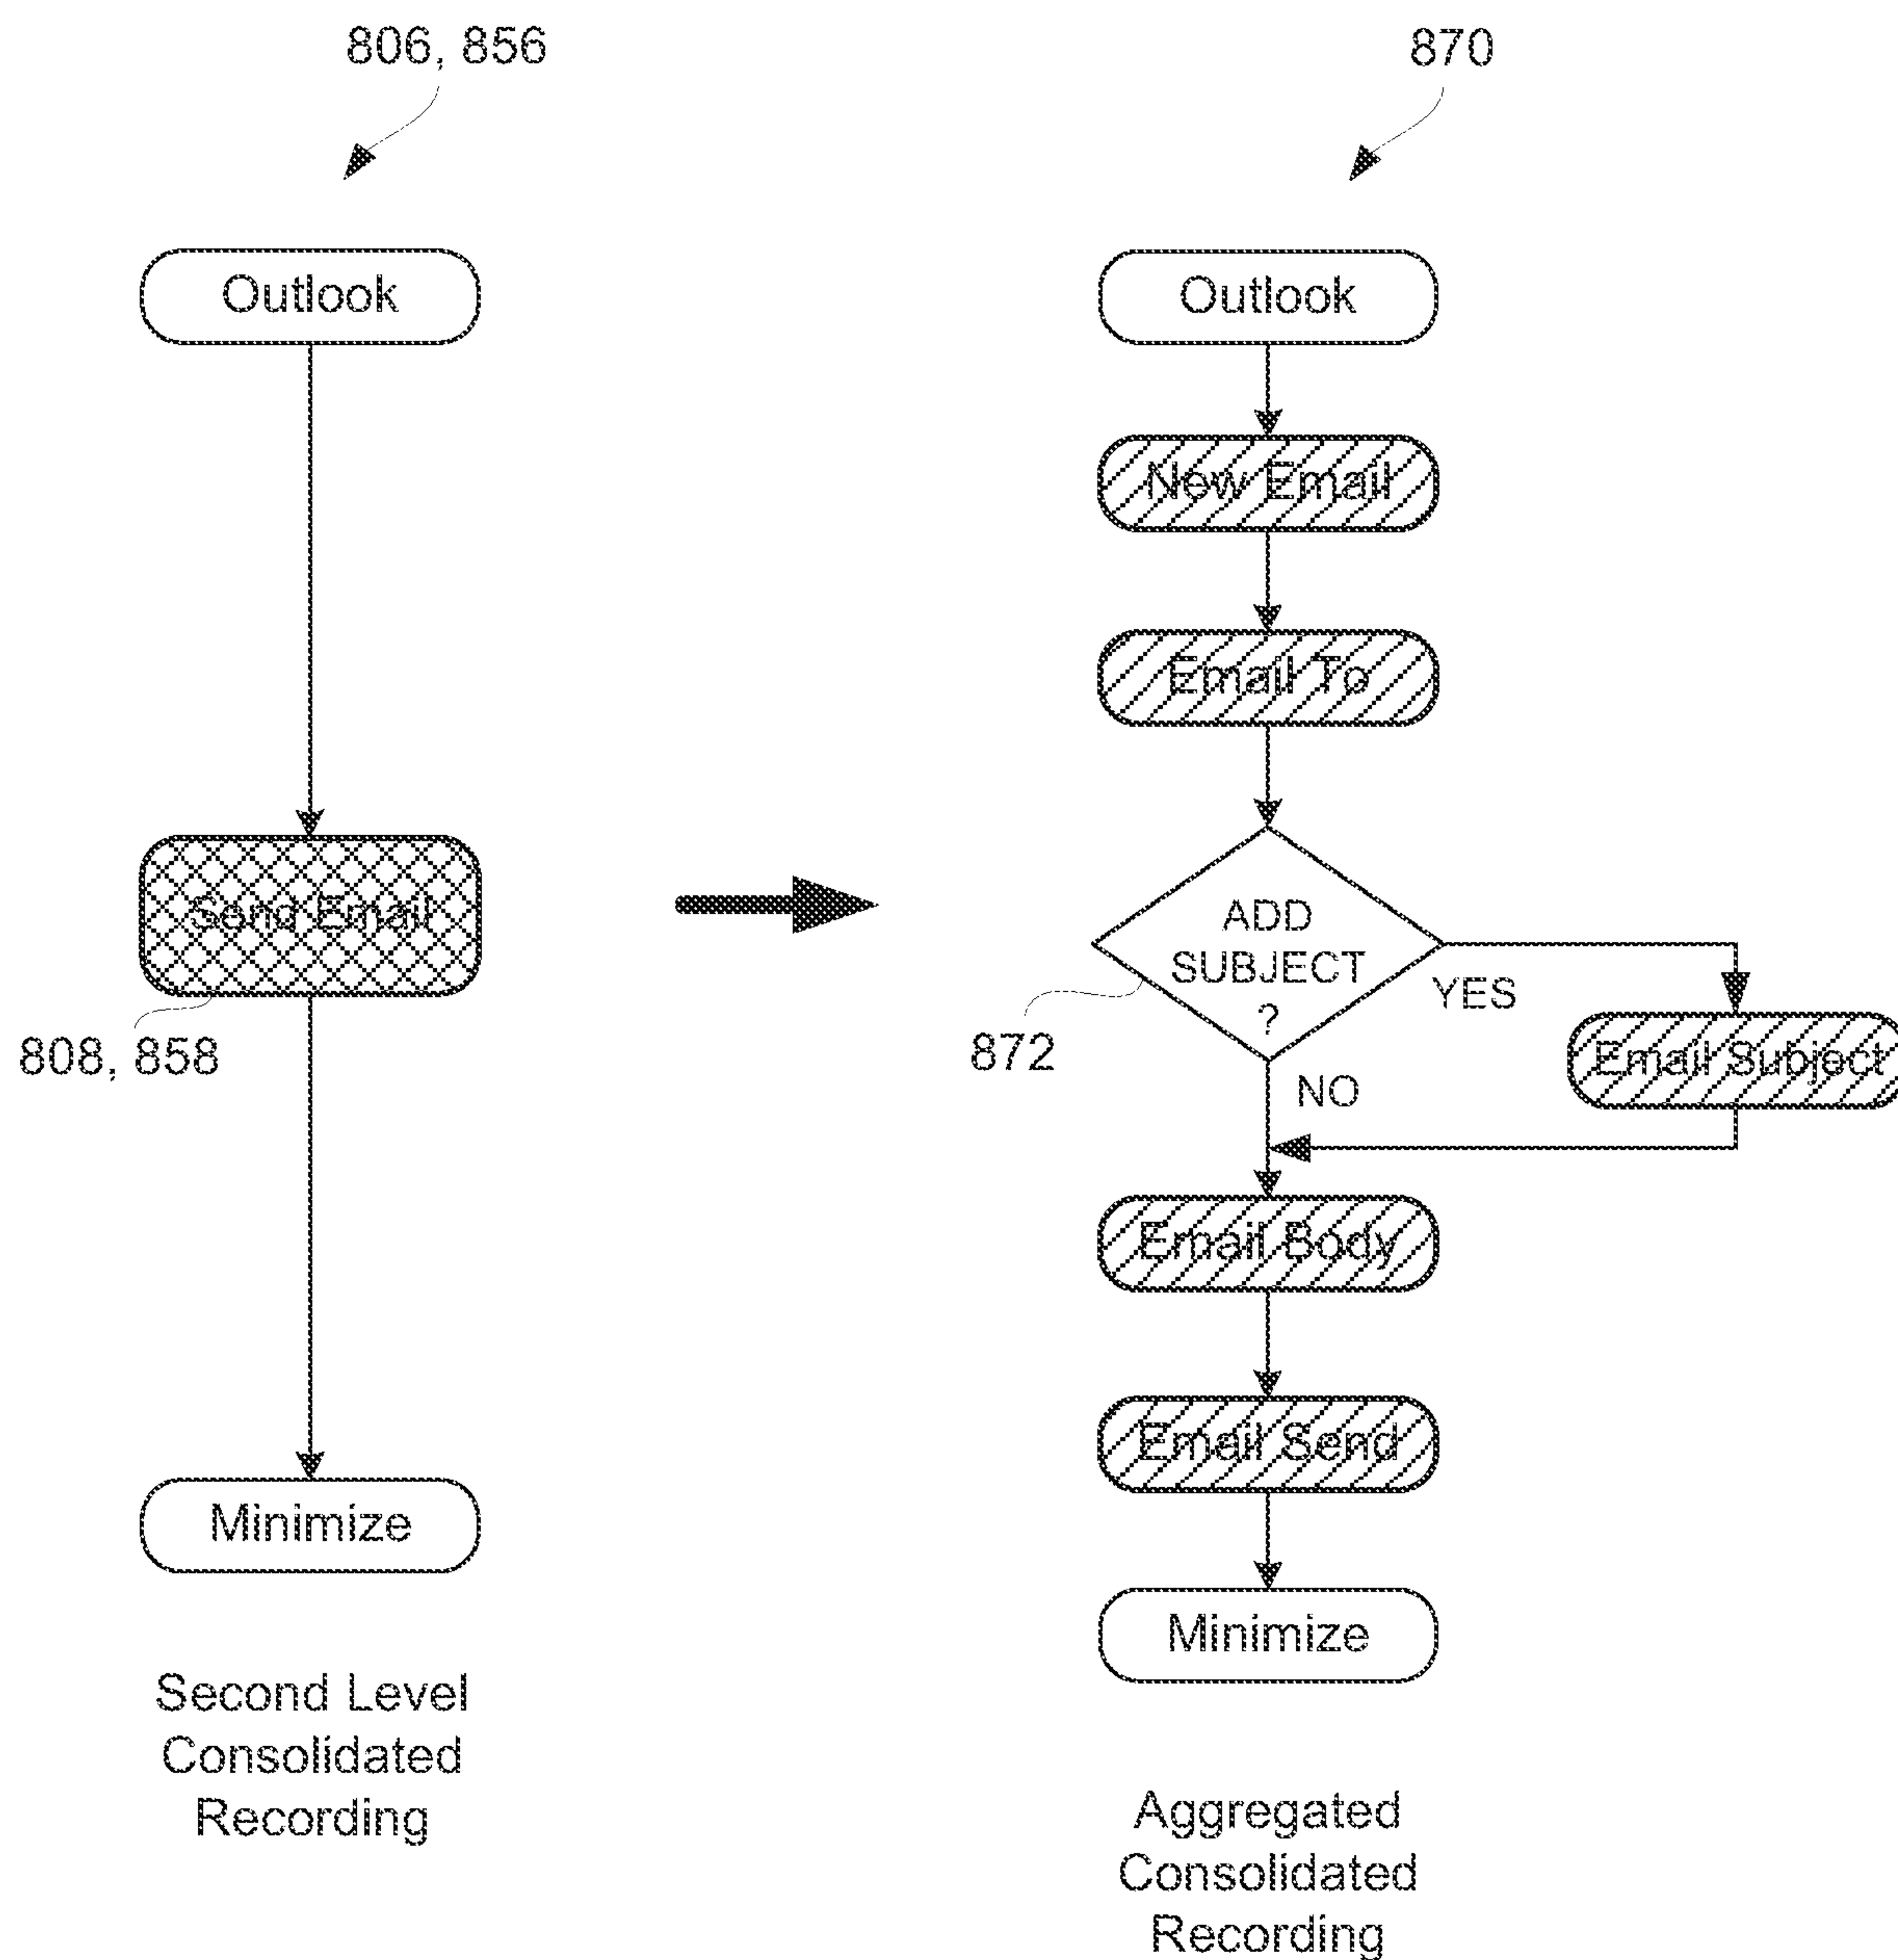 806, 856
Outlook
Send Email
808, 858
Minimize
Second Level
Consolidated
Recording
870
Outlook
New Email
Email To
ADD
SUBJECT
?
872
YES
Email Subject
NO
Email Body
Email Send
Minimize
Aggregated
Consolidated
Recording